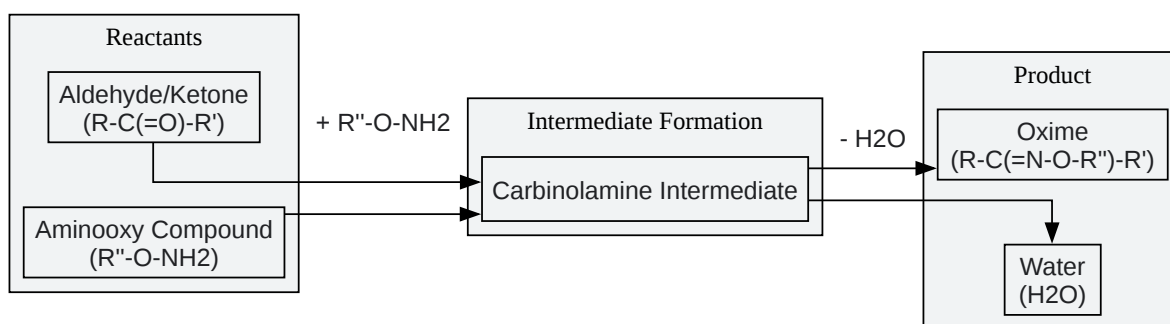 Reactants
Aldehyde/Ketone
(R-C(=O)-R')
Aminooxy Compound
(R''-O-NH2)
+ R''-O-NH2
Intermediate Formation
Carbinolamine Intermediate
- H2O
Product
Oxime
(R-C(=N-O-R'')-R')
Water
(H2O)